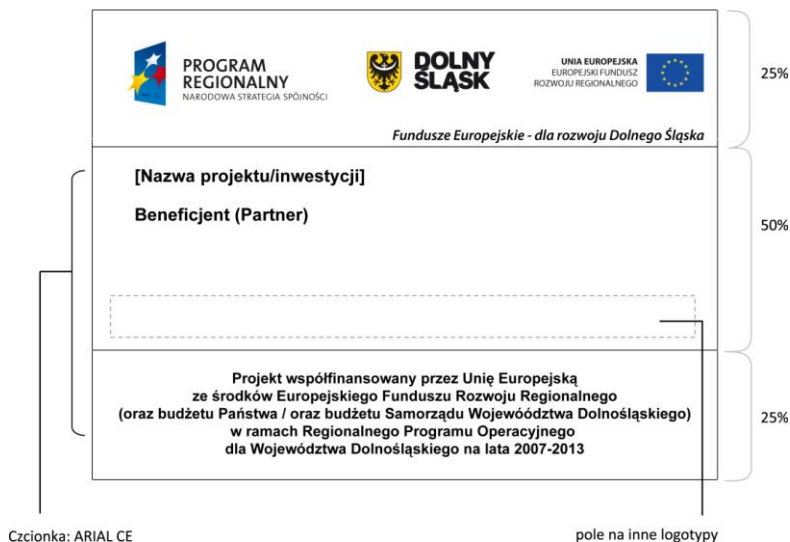 PROGRAM
REGIONALNY
NARODOWA STRATEGIA SPÓJNOŚCI
DOLNY
ŚLĄSK
UNIA EUROPEJSKA
EUROPEJSKI FUNDUSZ
ROZWOJU REGIONALNEGO
25%
Fundusze Europejskie - dla rozwoju Dolnego Śląska
[Nazwa projektu/inwestycji]
Beneficjent (Partner)
50%
Projekt współfinansowany przez Unię Europejską
ze środków Europejskiego Funduszu Rozwoju Regionalnego
(oraz budżetu Państwa / oraz budżetu Samorządu Wojewóództwa Dolnośląskiego)
w ramach Regionalnego Programu Operacyjnego
dla Województwa Dolnośląskiego na lata 2007-2013
25%
Czcionka: ARIAL CE
pole na inne logotypy